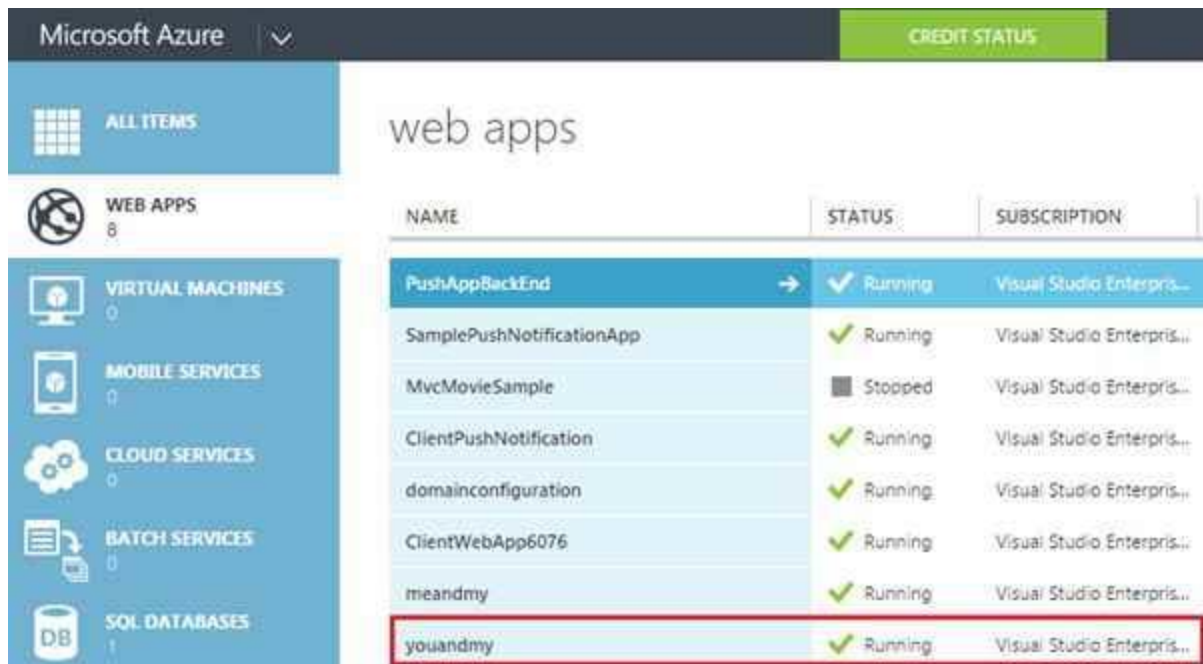 Microsoft Azure
CREDIT STATUS
ALL ITEMS
WEB APPS
8
VIRTUAL MACHINES
0
MOBILE SERVICES
0
CLOUD SERVICES
0
BATCH SERVICES
0
DB
SQL DATABASES
1
web apps
NAME STATUS SUBSCRIPTION
PushAppBackEnd Running Visual Studio Enterpris...
SamplePushNotificationApp Running Visual Studio Enterpris...
MvcMovieSample Stopped Visual Studio Enterpris...
ClientPushNotification Running Visual Studio Enterpris...
domainconfiguration Running Visual Studio Enterpris...
ClientWebApp6076 Running Visual Studio Enterpris...
meandmy Running Visual Studio Enterpris...
youandmy Running Visual Studio Enterpris...